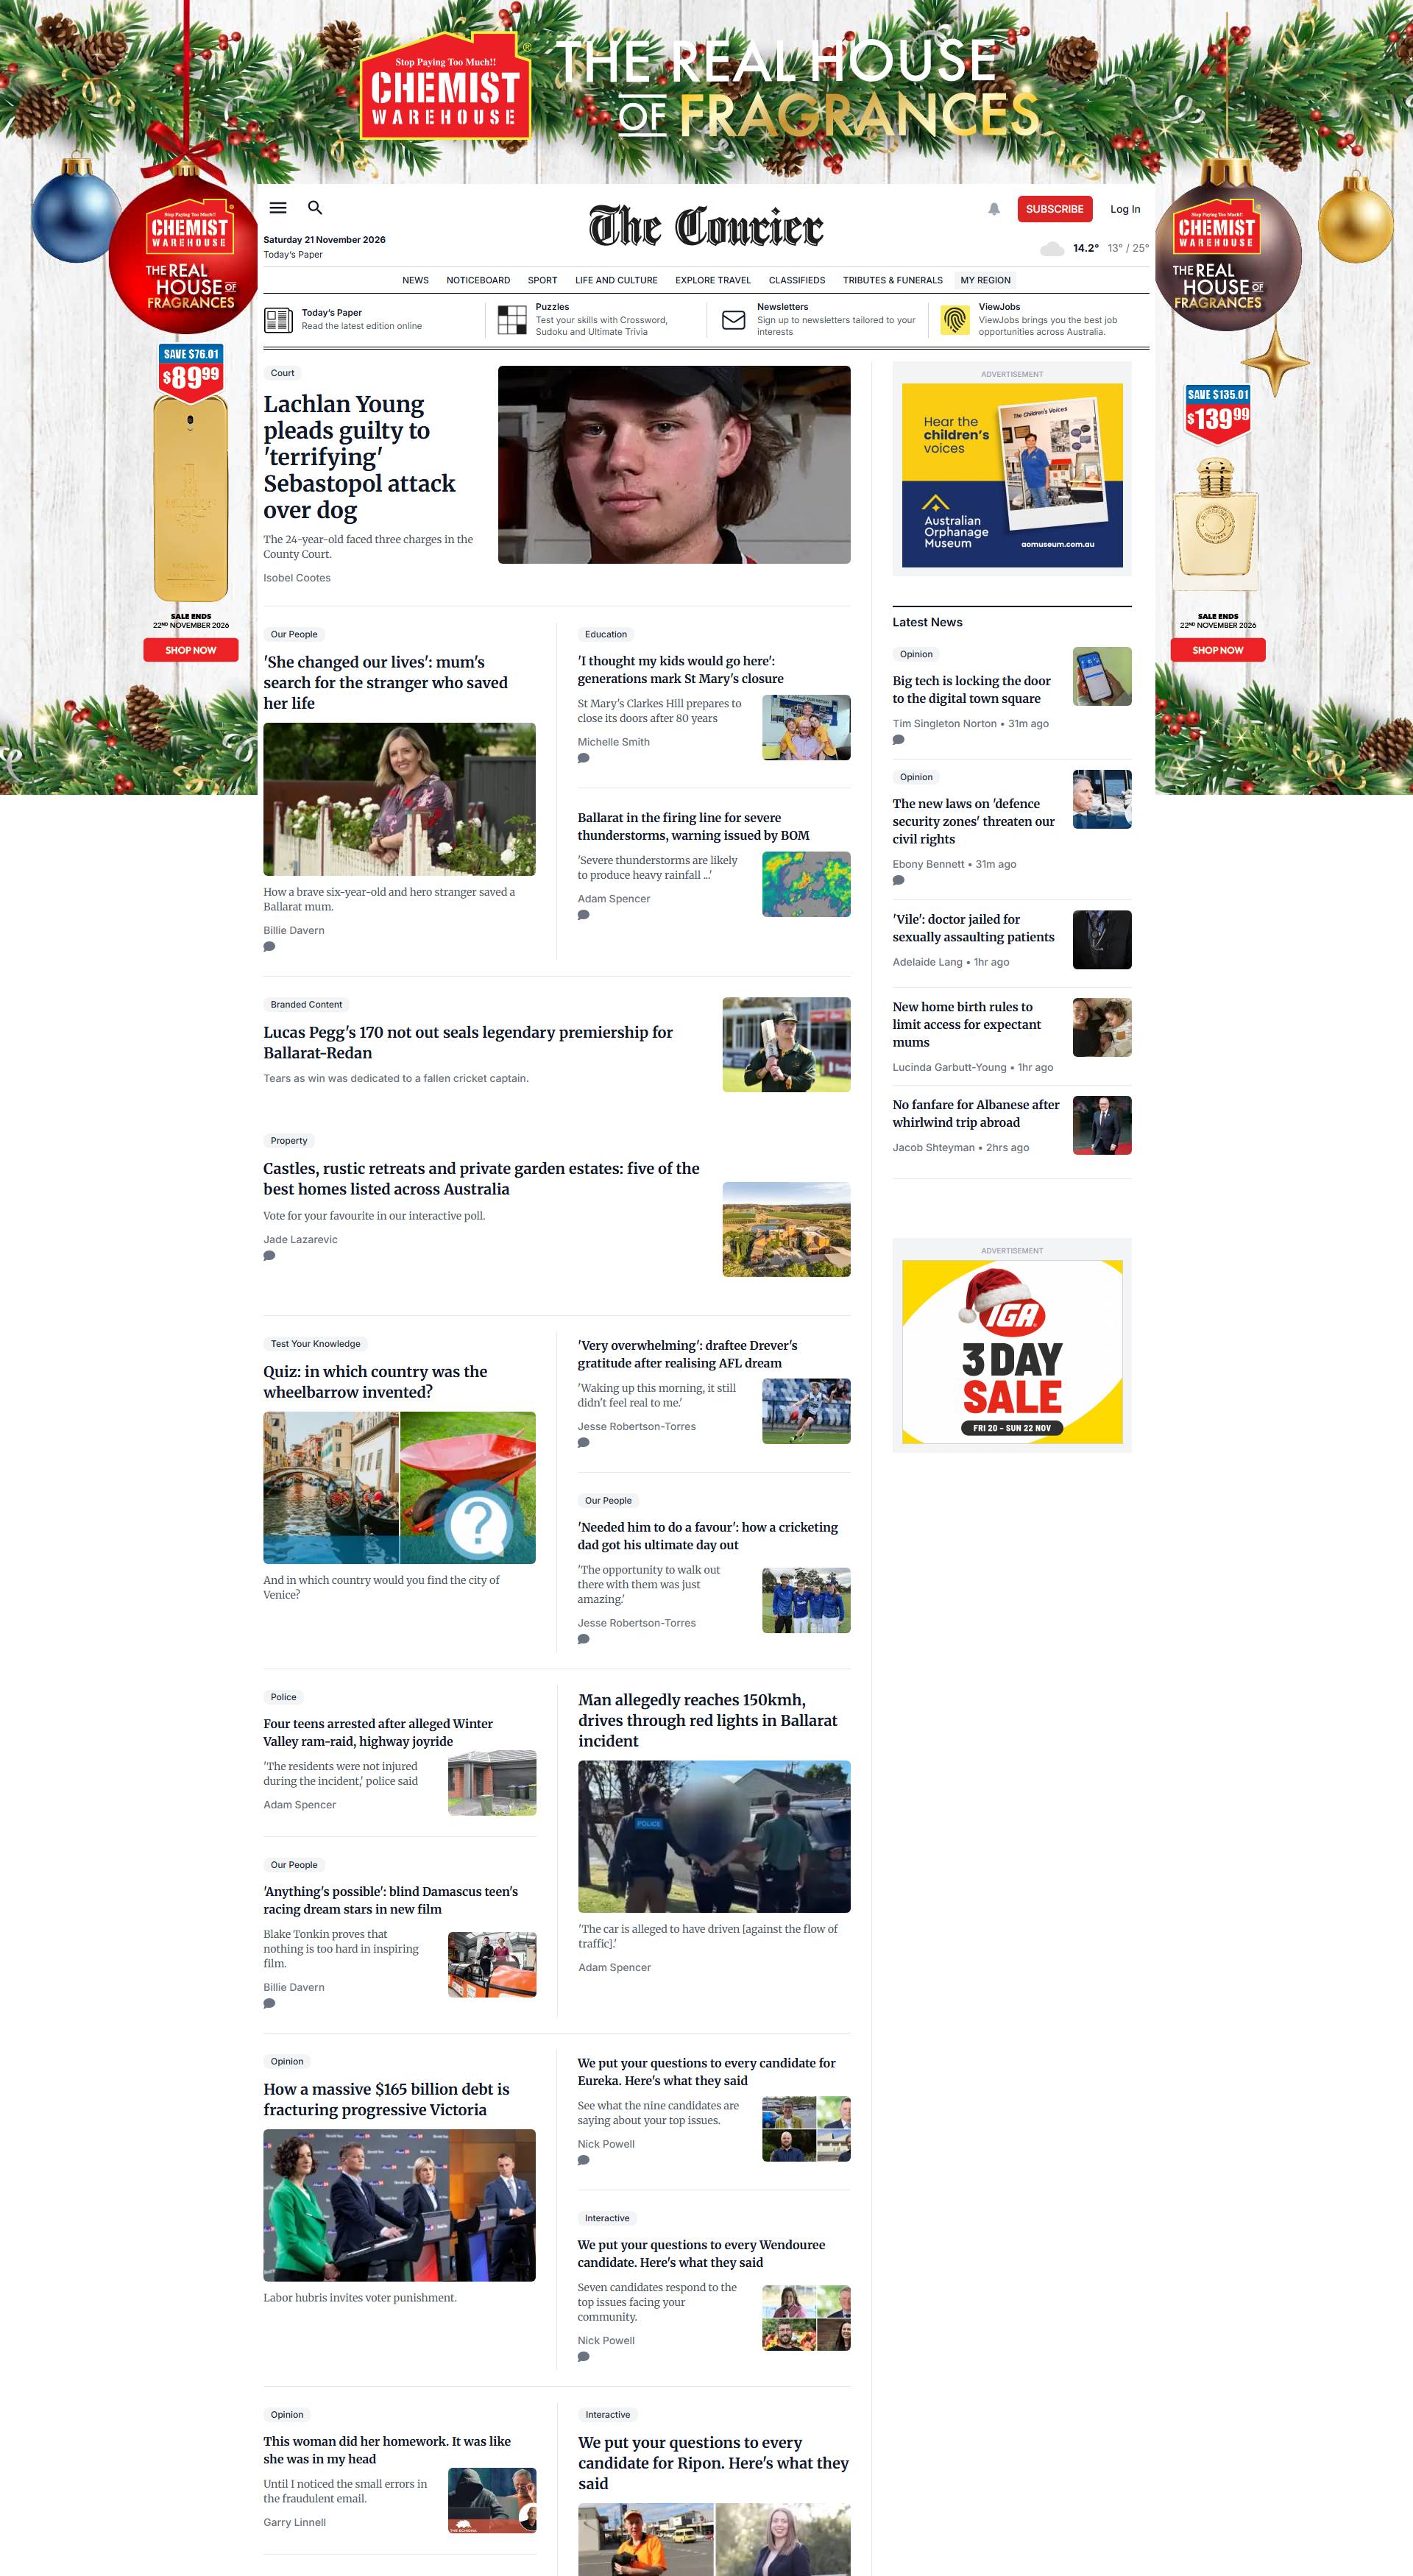 Stop Paying Too Much!!
CHEMIST
WAREHOUSE
THE REAL HOUSE
OF FRAGRANCES
Stop Paying Too Much!!
CHEMIST
WAREHOUSE
THE REAL
HOUSE OF
FRAGRANCES
SAVE $76.01
$89.99
SALE ENDS
22ND NOVEMBER 2026
SHOP NOW
Stop Paying Too Much!!
CHEMIST
WAREHOUSE
THE REAL
HOUSE OF
FRAGRANCES
SAVE $135.01
$139.99
SALE ENDS
22ND NOVEMBER 2026
SHOP NOW
The Courier
SUBSCRIBE
Log In
Saturday 21 November 2026
Today's Paper
14.2° 13° / 25°
NEWS NOTICEBOARD SPORT LIFE AND CULTURE EXPLORE TRAVEL CLASSIFIEDS TRIBUTES & FUNERALS MY REGION
Today's Paper
Read the latest edition online
Puzzles
Test your skills with Crossword,
Sudoku and Ultimate Trivia
Newsletters
Sign up to newsletters tailored to your
interests
ViewJobs
ViewJobs brings you the best job
opportunities across Australia.
Court
Lachlan Young
pleads guilty to
'terrifying'
Sebastopol attack
over dog
The 24-year-old faced three charges in the
County Court.
Isobel Cootes
Our People
'She changed our lives': mum's
search for the stranger who saved
her life
How a brave six-year-old and hero stranger saved a
Ballarat mum.
Billie Davern
Education
'I thought my kids would go here':
generations mark St Mary's closure
St Mary's Clarkes Hill prepares to
close its doors after 80 years
Michelle Smith
Ballarat in the firing line for severe
thunderstorms, warning issued by BOM
'Severe thunderstorms are likely
to produce heavy rainfall ...'
Adam Spencer
Branded Content
Lucas Pegg's 170 not out seals legendary premiership for
Ballarat-Redan
Tears as win was dedicated to a fallen cricket captain.
Property
Castles, rustic retreats and private garden estates: five of the
best homes listed across Australia
Vote for your favourite in our interactive poll.
Jade Lazarevic
Test Your Knowledge
Quiz: in which country was the
wheelbarrow invented?
?
And in which country would you find the city of
Venice?
'Very overwhelming': draftee Drever's
gratitude after realising AFL dream
'Waking up this morning, it still
didn't feel real to me.'
Jesse Robertson-Torres
Our People
'Needed him to do a favour': how a cricketing
dad got his ultimate day out
'The opportunity to walk out
there with them was just
amazing.'
Jesse Robertson-Torres
Police
Four teens arrested after alleged Winter
Valley ram-raid, highway joyride
'The residents were not injured
during the incident,' police said
Adam Spencer
Our People
'Anything's possible': blind Damascus teen's
racing dream stars in new film
Blake Tonkin proves that
nothing is too hard in inspiring
film.
Billie Davern
Man allegedly reaches 150kmh,
drives through red lights in Ballarat
incident
POLICE
'The car is alleged to have driven [against the flow of
traffic].'
Adam Spencer
Opinion
How a massive $165 billion debt is
fracturing progressive Victoria
Labor hubris invites voter punishment.
We put your questions to every candidate for
Eureka. Here's what they said
See what the nine candidates are
saying about your top issues.
Nick Powell
Interactive
We put your questions to every Wendouree
candidate. Here's what they said
Seven candidates respond to the
top issues facing your
community.
Nick Powell
Opinion
This woman did her homework. It was like
she was in my head
Until I noticed the small errors in
the fraudulent email.
Garry Linnell
Interactive
We put your questions to every
candidate for Ripon. Here's what they
said
ADVERTISEMENT
Hear the
children's
voices
The Children's Voices
Australian
Orphanage
Museum
aomuseum.com.au
Latest News
Opinion
Big tech is locking the door
to the digital town square
Tim Singleton Norton • 31m ago
Opinion
The new laws on 'defence
security zones' threaten our
civil rights
Ebony Bennett • 31m ago
'Vile': doctor jailed for
sexually assaulting patients
Adelaide Lang • 1hr ago
New home birth rules to
limit access for expectant
mums
Lucinda Garbutt-Young • 1hr ago
No fanfare for Albanese after
whirlwind trip abroad
Jacob Shteyman • 2hrs ago
ADVERTISEMENT
IGA
3 DAY
SALE
FRI 20 – SUN 22 NOV